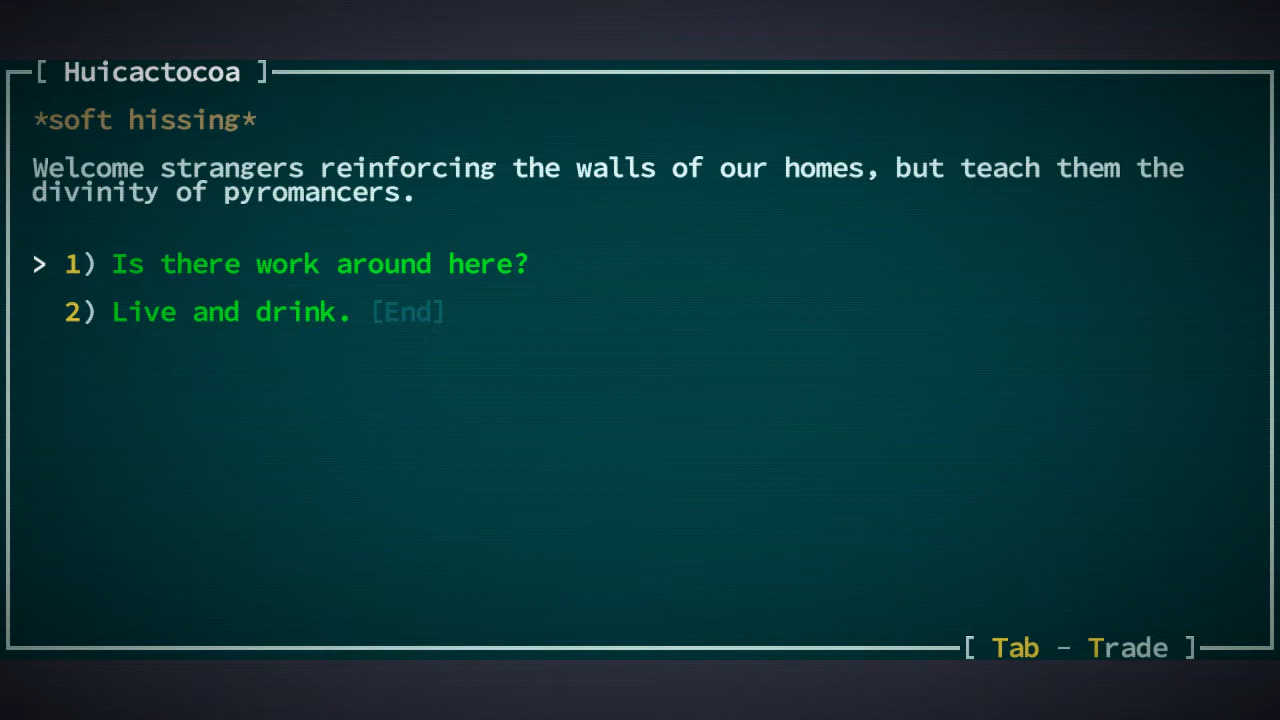 [ Huicactocoa ]
*soft hissing*
Welcome strangers reinforcing the walls of our homes, but teach them the
divinity of pyromancers.
> 1) Is there work around here?
2) Live and drink. [End]
[ Tab - Trade ]